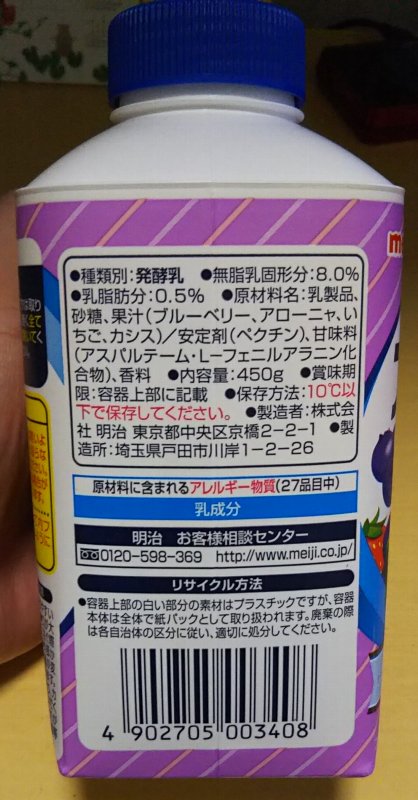 ●種類別:発酵乳 ●無脂乳固形分:8.0%
●乳脂肪分:0.5% ●原材料名:乳製品、
砂糖、果汁(ブルーベリー、アローニャ、い
ちご、カシス)/安定剤(ペクチン)、甘味料
(アスパルテーム・L-フェニルアラニン化
合物)、香料 ●内容量:450g ●賞味期
限:容器上部に記載 ●保存方法:10℃以
下で保存してください。 ●製造者:株式会
社 明治 東京都中央区京橋2-2-1 ●製
造所:埼玉県戸田市川岸1-2-26
原材料に含まれるアレルギー物質(27品目中)
乳成分
明治 お客様相談センター
0120-598-369 http://www.meiji.co.jp/
リサイクル方法
●容器上部の白い部分の素材はプラスチックですが、容器
本体は全体で紙パックとして取り扱われます。廃棄の際
は各自治体の区分に従い、適切に処分してください。
4 902705 003408